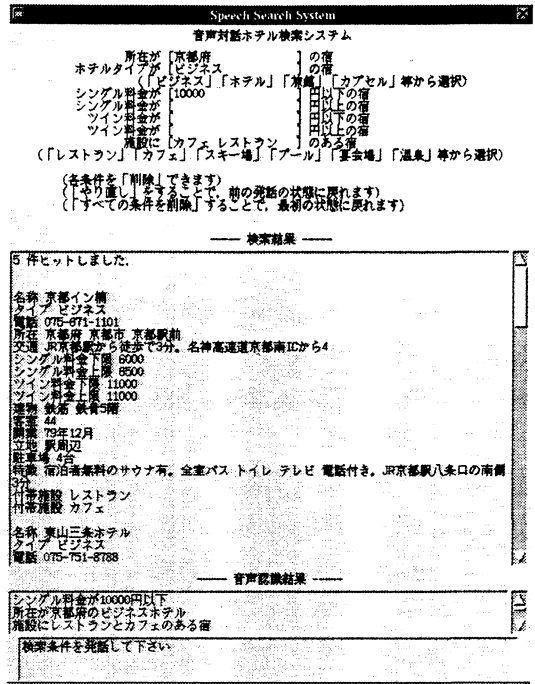 Speech Search System
音声対話ホテル検索システム
所在が [京都府 ] の宿
ホテルタイプが [ビジネス ] の宿
(「ビジネス」「ホテル」「旅館」「カプセル」等から選択)
シングル料金が [10000 ] 円以下の宿
シングル料金が [ ] 円以上の宿
ツイン料金が [ ] 円以下の宿
ツイン料金が [ ] 円以上の宿
施設に [カフェ レストラン ] のある宿
(「レストラン」「カフェ」「スキー場」「プール」「宴会場」「温泉」等から選択)
(各条件を「削除」できます)
(「やり直し」をすることで, 前の発話の状態に戻れます)
(「すべての条件を削除」することで, 最初の状態に戻れます)
—— 検索結果 ——
5 件ヒットしました.
名称 京都イン
タイプ ビジネス
電話 075-671-1101
所在 京都府 京都市 京都駅前
交通 JR京都駅から徒歩で3分。名神高速道京都南ICから4
シングル料金下限 6000
シングル料金上限 8500
ツイン料金下限 11000
ツイン料金上限 11000
建物 鉄筋 鉄骨5階
客室 44
開業 79年12月
立地 駅周辺
駐車場 4台
特徴 宿泊者無料のサウナ有。全室バス トイレ テレビ 電話付き。JR京都駅八条口の南側
3分
付帯施設 レストラン
付帯施設 カフェ
名称 東山三条ホテル
タイプ ビジネス
電話 075-751-8788
—— 音声認識結果 ——
シングル料金が10000円以下
所在が京都府のビジネスホテル
施設にレストランとカフェのある宿
検索条件を発話して下さい